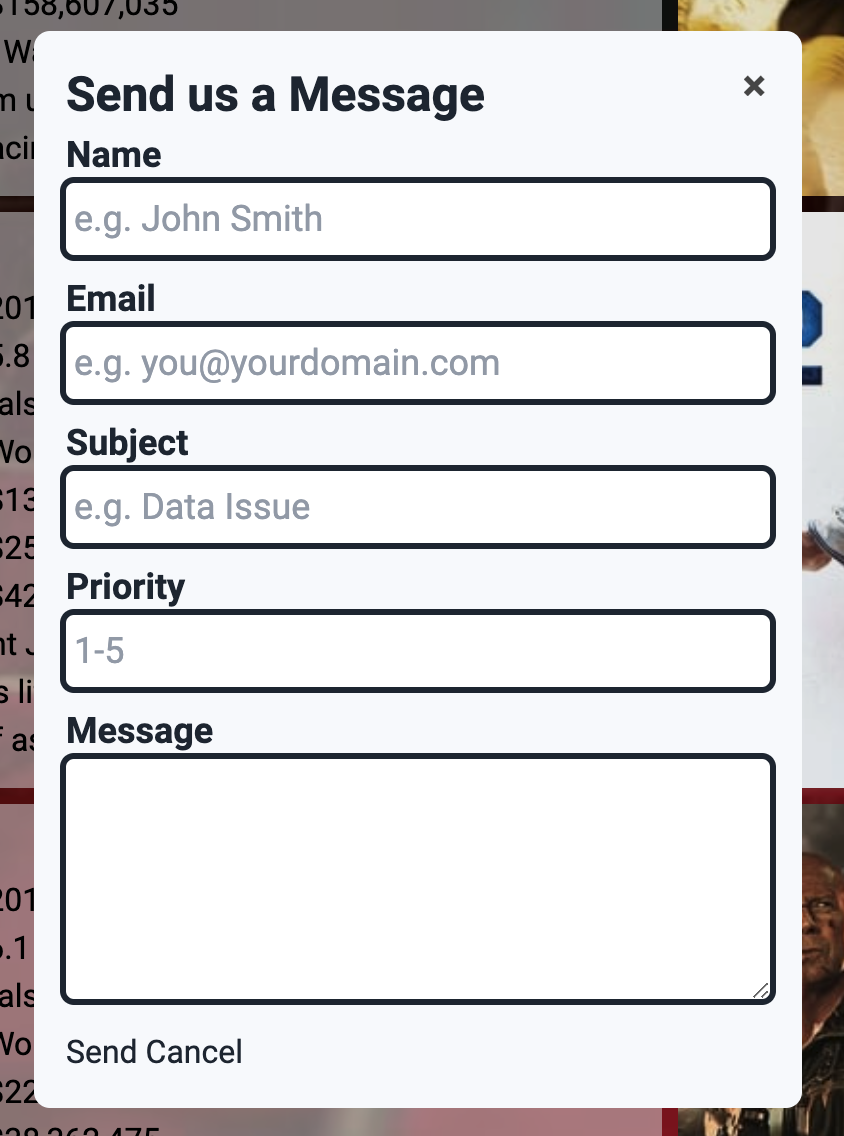 $158,607,035
Send us a Message
×
Name
e.g. John Smith
Email
e.g. you@yourdomain.com
Subject
e.g. Data Issue
Priority
1-5
Message
Send Cancel